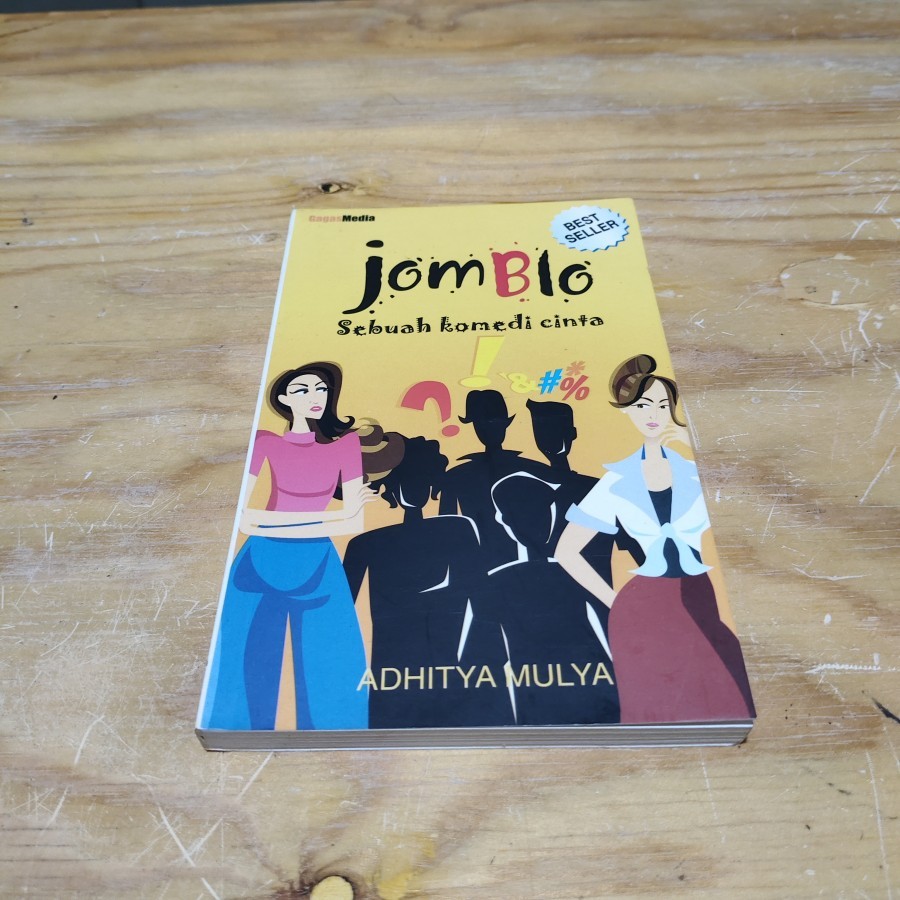 GagasMedia
BEST
SELLER
jomBlo
Sebuah komedi cinta
? ! & # * %
ADHITYA MULYA